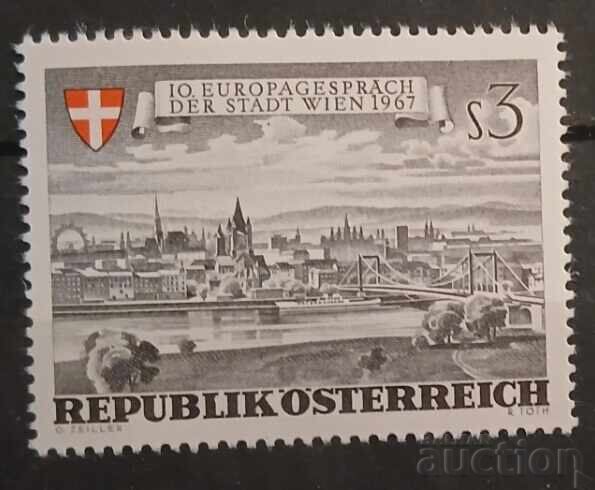 10. EUROPAGESPRÄCH
DER STADT WIEN 1967
S3
REPUBLIK ÖSTERREICH
O. ZEILLER
R. TOTH
auction